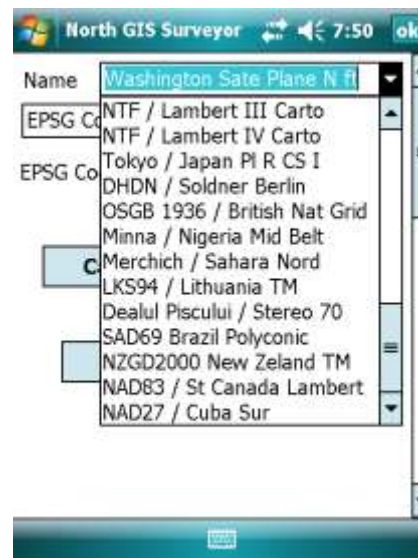 North GIS Surveyor 7:50 ok
Name Washington Sate Plane N ft
EPSG Co
NTF / Lambert III Carto
NTF / Lambert IV Carto
Tokyo / Japan Pl R CS I
EPSG Co
DHDN / Soldner Berlin
OSGB 1936 / British Nat Grid
Minna / Nigeria Mid Belt
C
Merchich / Sahara Nord
LKS94 / Lithuania TM
Dealul Piscului / Stereo 70
SAD69 Brazil Polyconic
NZGD2000 New Zeland TM
NAD83 / St Canada Lambert
NAD27 / Cuba Sur